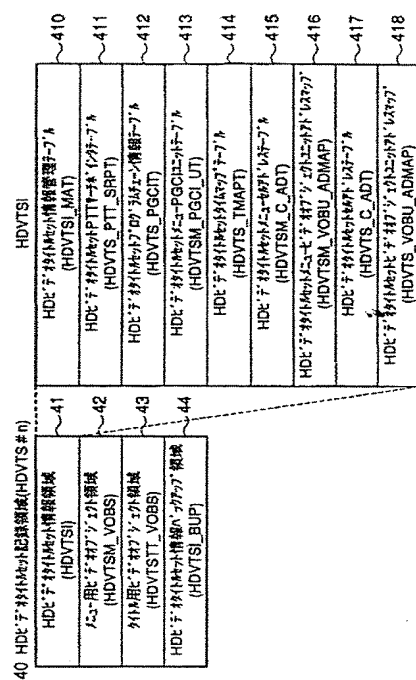 40 HDビデオタイトルセット記録領域(HDVTS#n)
HDビデオタイトルセット情報領域
(HDVTSI)
41
メニュー用ビデオオブジェクト領域
(HDVTSM_VOBS)
42
タイトル用ビデオオブジェクト領域
(HDVTSTT_VOBS)
43
HDビデオタイトルセット情報バックアップ領域
(HDVTSI_BUP)
44
HDVTSI
HDビデオタイトルセット情報管理テーブル
(HDVTSI_MAT)
410
HDビデオタイトルセットPTTサーチポインタテーブル
(HDVTS_PTT_SRPT)
411
HDビデオタイトルセットプログラムチェーン情報テーブル
(HDVTS_PGCIT)
412
HDビデオタイトルセットメニューPGCIユニットテーブル
(HDVTSM_PGCI_UT)
413
HDビデオタイトルセットタイムマップテーブル
(HDVTS_TMAPT)
414
HDビデオタイトルセットメニューセルアドレステーブル
(HDVTSM_C_ADT)
415
HDビデオタイトルセットメニュービデオオブジェクトユニットアドレスマップ
(HDVTSM_VOBU_ADMAP)
416
HDビデオタイトルセットセルアドレステーブル
(HDVTS_C_ADT)
417
HDビデオタイトルセットビデオオブジェクトユニットアドレスマップ
(HDVTS_VOBU_ADMAP)
418